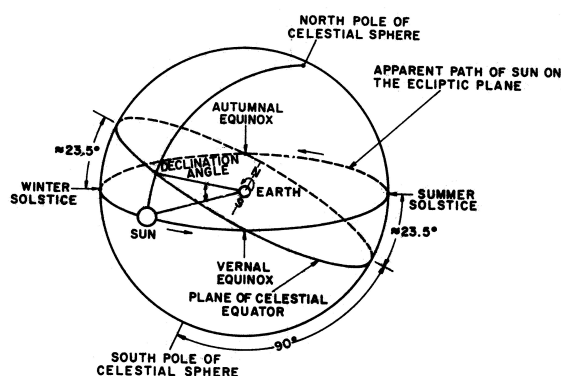 NORTH POLE OF
CELESTIAL SPHERE
APPARENT PATH OF SUN ON
THE ECLIPTIC PLANE
AUTUMNAL
EQUINOX
≈23.5°
DECLINATION
ANGLE
N
WINTER
SOLSTICE
EARTH
SUMMER
SOLSTICE
S
SUN
≈23.5°
VERNAL
EQUINOX
PLANE OF CELESTIAL
EQUATOR
90°
SOUTH POLE OF
CELESTIAL SPHERE